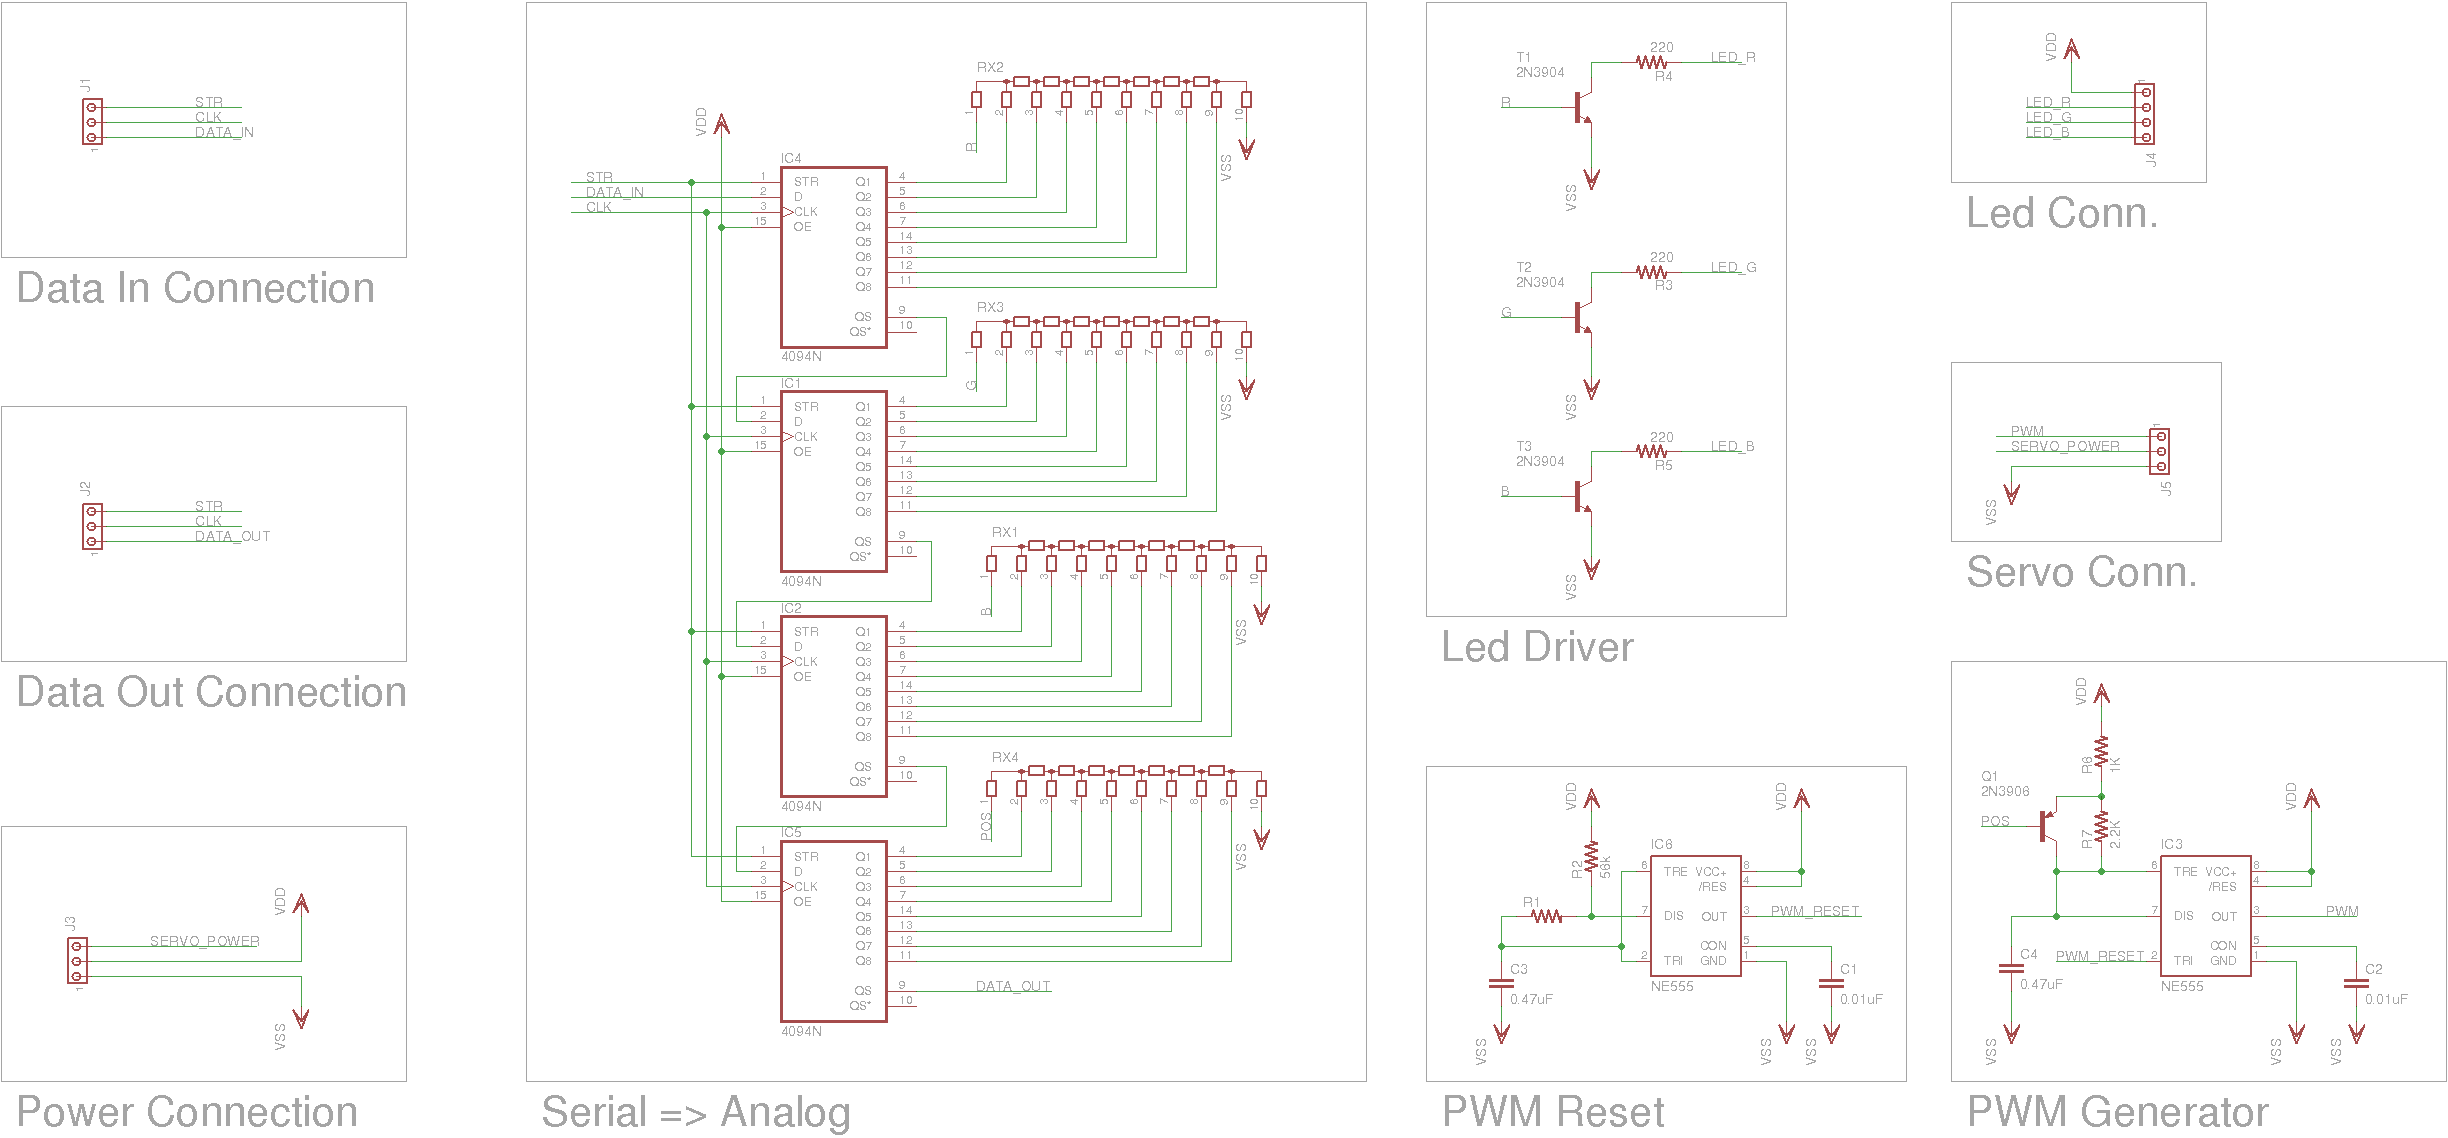 J1
STR
CLK
DATA_IN
1
Data In Connection
J2
STR
CLK
DATA_OUT
1
Data Out Connection
J3
SERVO_POWER
VDD
VSS
1
Power Connection
VDD
STR
DATA_IN
CLK
IC4
1 STR Q1 4
2 D Q2 5
3 CLK Q3 6
15 OE Q4 7
Q5 14
Q6 13
Q7 12
Q8 11
QS 9
QS* 10
4094N
RX2
1 2 3 4 5 6 7 8 9 10
R
VSS
IC1
1 STR Q1 4
2 D Q2 5
3 CLK Q3 6
15 OE Q4 7
Q5 14
Q6 13
Q7 12
Q8 11
QS 9
QS* 10
4094N
RX3
1 2 3 4 5 6 7 8 9 10
G
VSS
IC2
1 STR Q1 4
2 D Q2 5
3 CLK Q3 6
15 OE Q4 7
Q5 14
Q6 13
Q7 12
Q8 11
QS 9
QS* 10
4094N
RX1
1 2 3 4 5 6 7 8 9 10
B
VSS
IC5
1 STR Q1 4
2 D Q2 5
3 CLK Q3 6
15 OE Q4 7
Q5 14
Q6 13
Q7 12
Q8 11
QS 9
QS* 10
4094N
RX4
1 2 3 4 5 6 7 8 9 10
POS
VSS
DATA_OUT
Serial => Analog
T1
2N3904
R
220
R4
LED_R
VSS
T2
2N3904
G
220
R3
LED_G
VSS
T3
2N3904
B
220
R5
LED_B
VSS
Led Driver
VDD
LED_R
LED_G
LED_B
1
J4
Led Conn.
PWM
SERVO_POWER
VSS
1
J5
Servo Conn.
VDD
R2
56k
R1
C3
0.47uF
VSS
IC6
6 TRE VCC+ 8
/RES 4
7 DIS OUT 3
CON 5
2 TRI GND 1
NE555
VDD
PWM_RESET
C1
0.01uF
VSS
VSS
PWM Reset
VDD
R6
1K
Q1
2N3906
POS
R7
2.2K
C4
0.47uF
VSS
PWM_RESET
IC3
6 TRE VCC+ 8
/RES 4
7 DIS OUT 3
CON 5
2 TRI GND 1
NE555
VDD
PWM
C2
0.01uF
VSS
VSS
PWM Generator